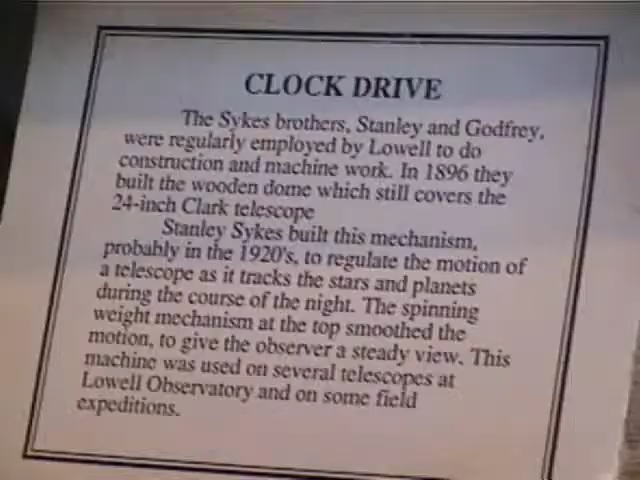 CLOCK DRIVE
The Sykes brothers, Stanley and Godfrey,
were regularly employed by Lowell to do
construction and machine work. In 1896 they
built the wooden dome which still covers the
24-inch Clark telescope
Stanley Sykes built this mechanism,
probably in the 1920's, to regulate the motion of
a telescope as it tracks the stars and planets
during the course of the night. The spinning
weight mechanism at the top smoothed the
motion, to give the observer a steady view. This
machine was used on several telescopes at
Lowell Observatory and on some field
expeditions.